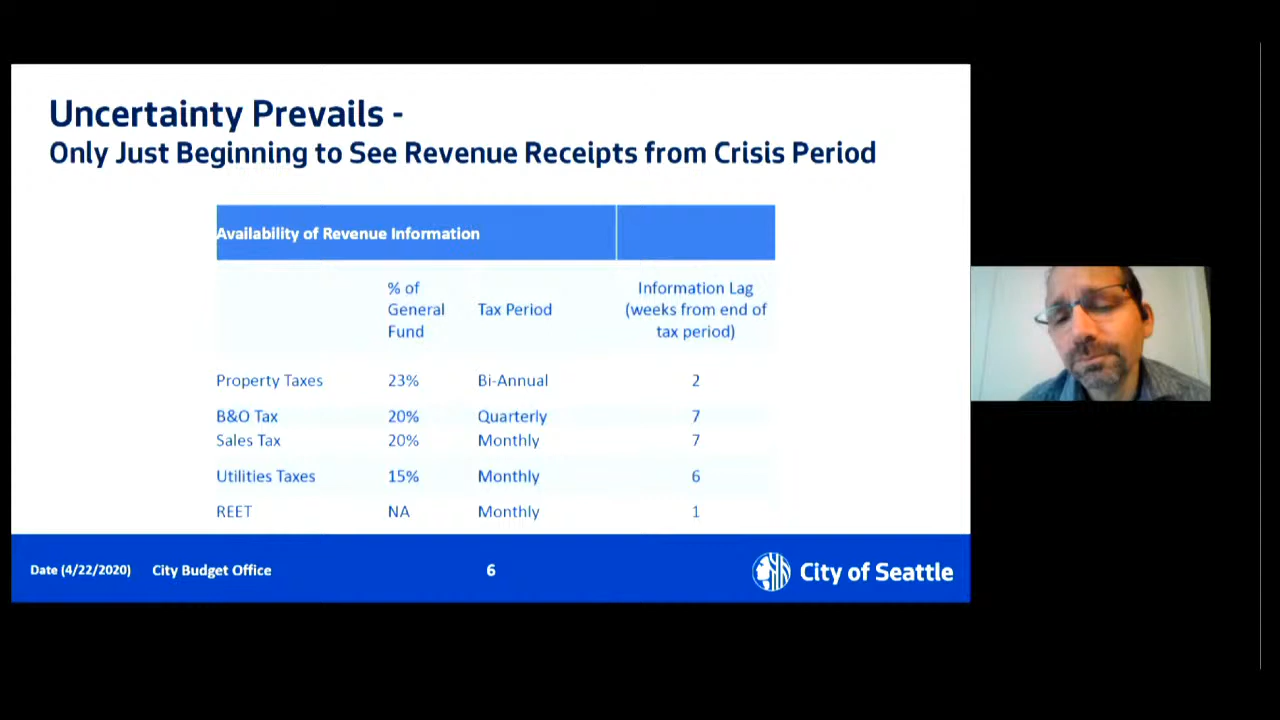 Uncertainty Prevails -
Only Just Beginning to See Revenue Receipts from Crisis Period
Availability of Revenue Information
% of General Fund Tax Period Information Lag (weeks from end of tax period)
Property Taxes 23% Bi-Annual 2
B&O Tax 20% Quarterly 7
Sales Tax 20% Monthly 7
Utilities Taxes 15% Monthly 6
REET NA Monthly 1
Date (4/22/2020) City Budget Office 6 City of Seattle